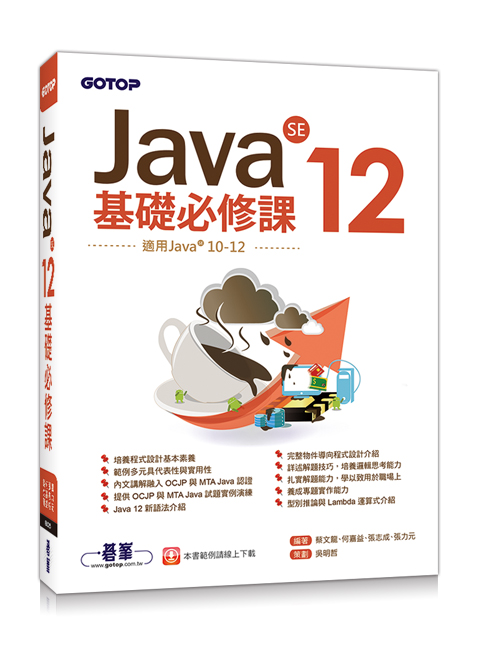 GOTOP
Java SE 12
基礎必修課
適用Java SE 10-12
培養程式設計基本素養
範例多元具代表性與實用性
內文講解融入 OCJP 與 MTA Java 認證
提供 OCJP 與 MTA Java 試題實例演練
Java 12 新語法介紹
完整物件導向程式設計介紹
詳述解題技巧，培養邏輯思考能力
扎實解題能力，學以致用於職場上
養成專題實作能力
型別推論與 Lambda 運算式介紹
編著 蔡文龍、何嘉益、張志成、張力元
策劃 吳明哲
碁峯
www.gotop.com.tw
本書範例請線上下載
GOTOP
Java SE 12 基礎必修課